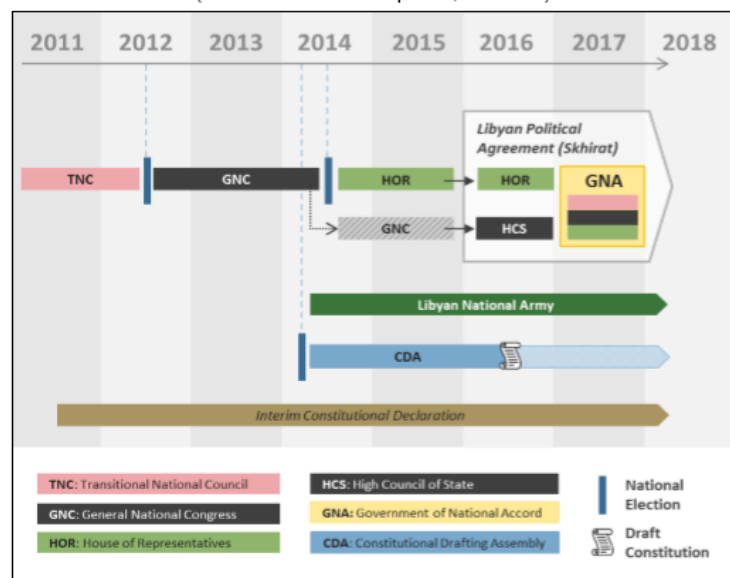 2011 2012 2013 2014 2015 2016 2017 2018
Libyan Political
Agreement (Skhirat)
TNC GNC HOR HOR GNA
GNC HCS
Libyan National Army
CDA
Interim Constitutional Declaration
TNC: Transitional National Council
GNC: General National Congress
HOR: House of Representatives
HCS: High Council of State
GNA: Government of National Accord
CDA: Constitutional Drafting Assembly
National
Election
Draft
Constitution